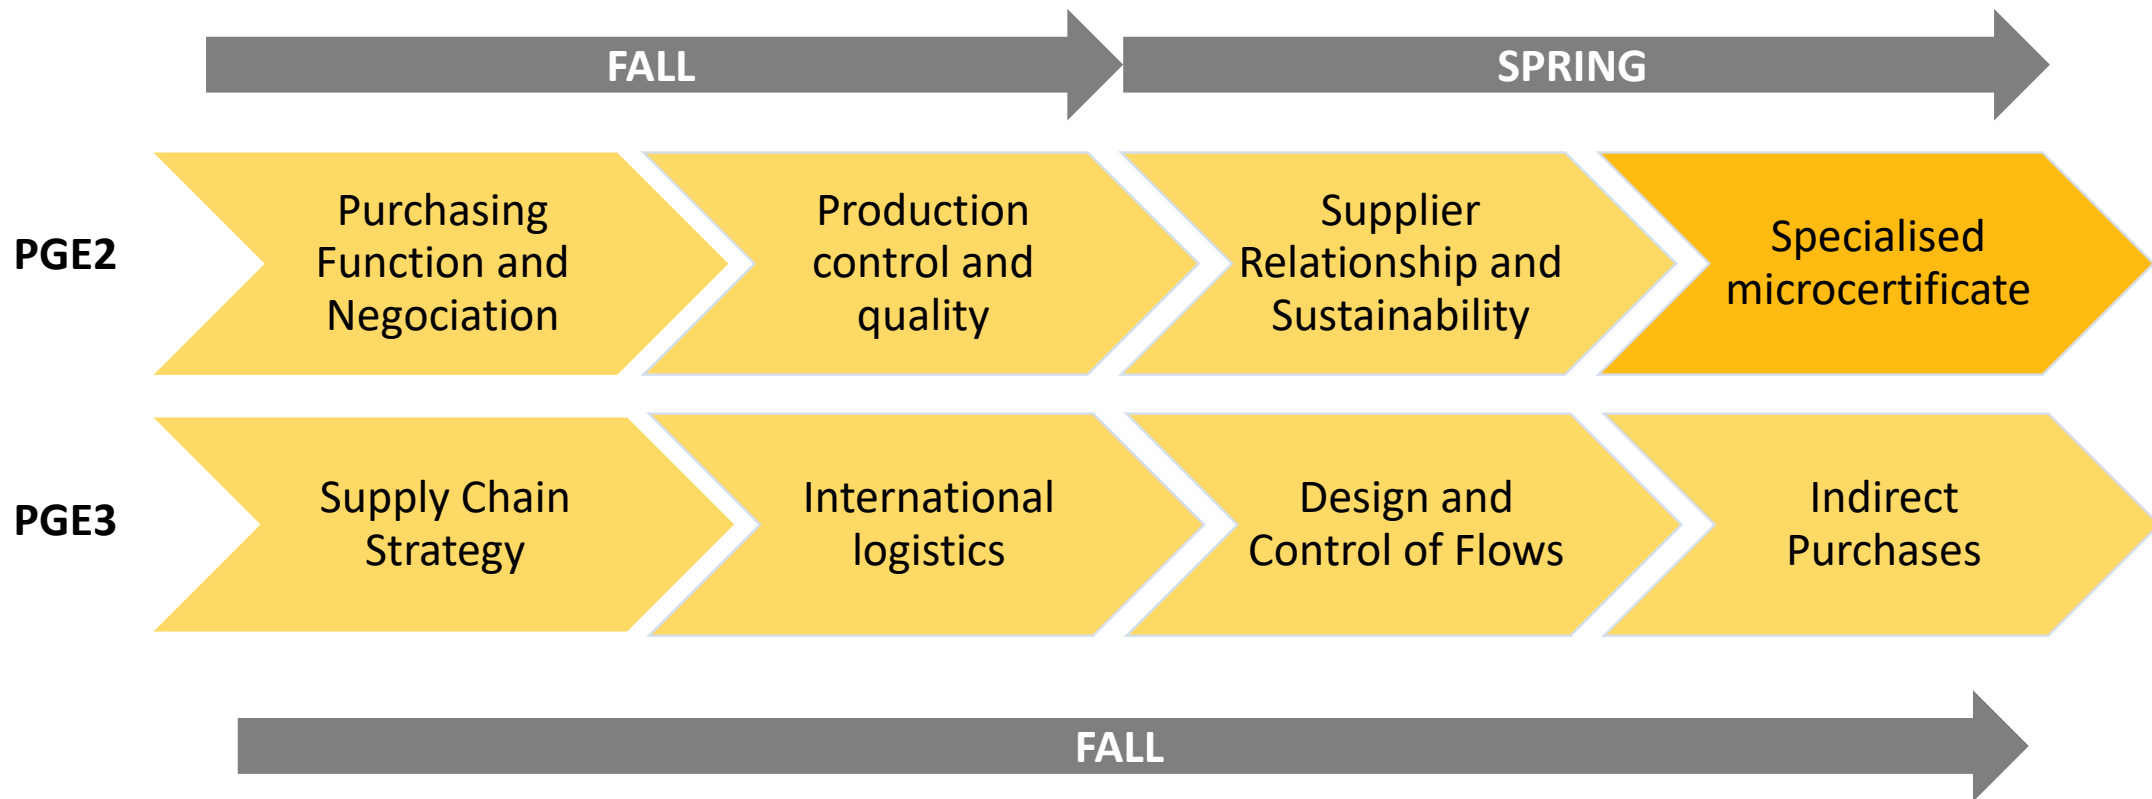 FALL
SPRING
PGE2
Purchasing
Function and
Negociation
Production
control and
quality
Supplier
Relationship and
Sustainability
Specialised
microcertificate
PGE3
Supply Chain
Strategy
International
logistics
Design and
Control of Flows
Indirect
Purchases
FALL